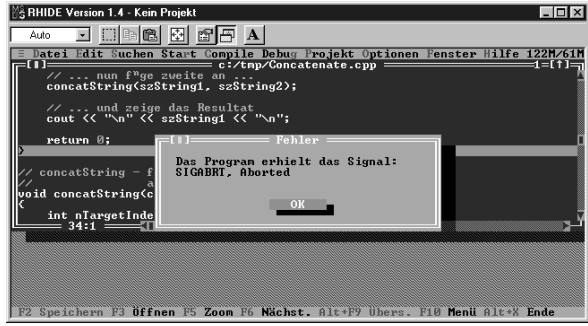 RHIDE Version 1.4 - Kein Projekt
Auto
A
≡ Datei Edit Suchen Start Compile Debug Projekt Optionen Fenster Hilfe 122M/61M
[■] c:/tmp/Concatenate.cpp 1=[↑]
// ... nun f"ge zweite an ...
concatString(szString1, szString2);
// ... und zeige das Resultat
cout << "\n" << szString1 << "\n";
return 0;
}
// concatString - f
// a
void concatString(c
{
int nTargetInde
34:1
[■] Fehler
Das Program erhielt das Signal:
SIGABRT, Aborted
OK
F2 Speichern F3 Öffnen F5 Zoom F6 Nächst. Alt+F9 Übers. F10 Menü Alt+X Ende